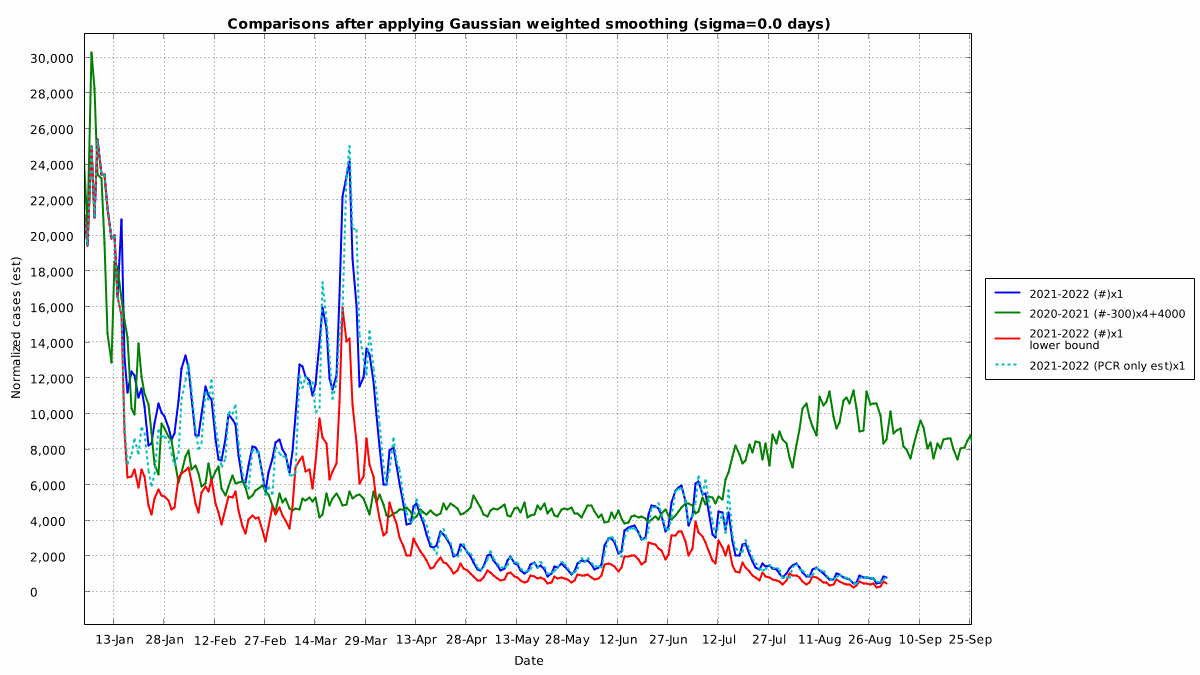 Comparisons after applying Gaussian weighted smoothing (sigma=0.0 days)
30,000
28,000
26,000
24,000
22,000
20,000
18,000
16,000
14,000
12,000
10,000
8,000
6,000
4,000
2,000
0
Normalized cases (est)
13-Jan 28-Jan 12-Feb 27-Feb 14-Mar 29-Mar 13-Apr 28-Apr 13-May 28-May 12-Jun 27-Jun 12-Jul 27-Jul 11-Aug 26-Aug 10-Sep 25-Sep
Date
2021-2022 (#)x1
2020-2021 (#-300)x4+4000
2021-2022 (#)x1
lower bound
2021-2022 (PCR only est)x1